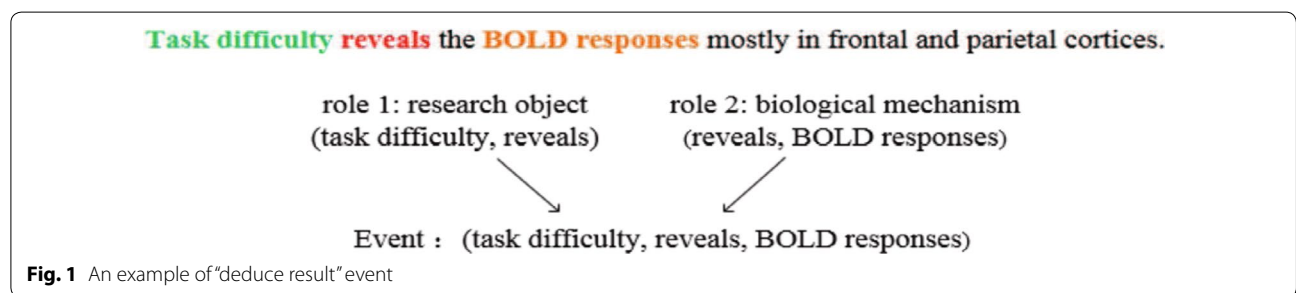 Task difficulty reveals the BOLD responses mostly in frontal and parietal cortices.
role 1: research object role 2: biological mechanism
(task difficulty, reveals) (reveals, BOLD responses)
Event： (task difficulty, reveals, BOLD responses)
Fig. 1 An example of “deduce result” event